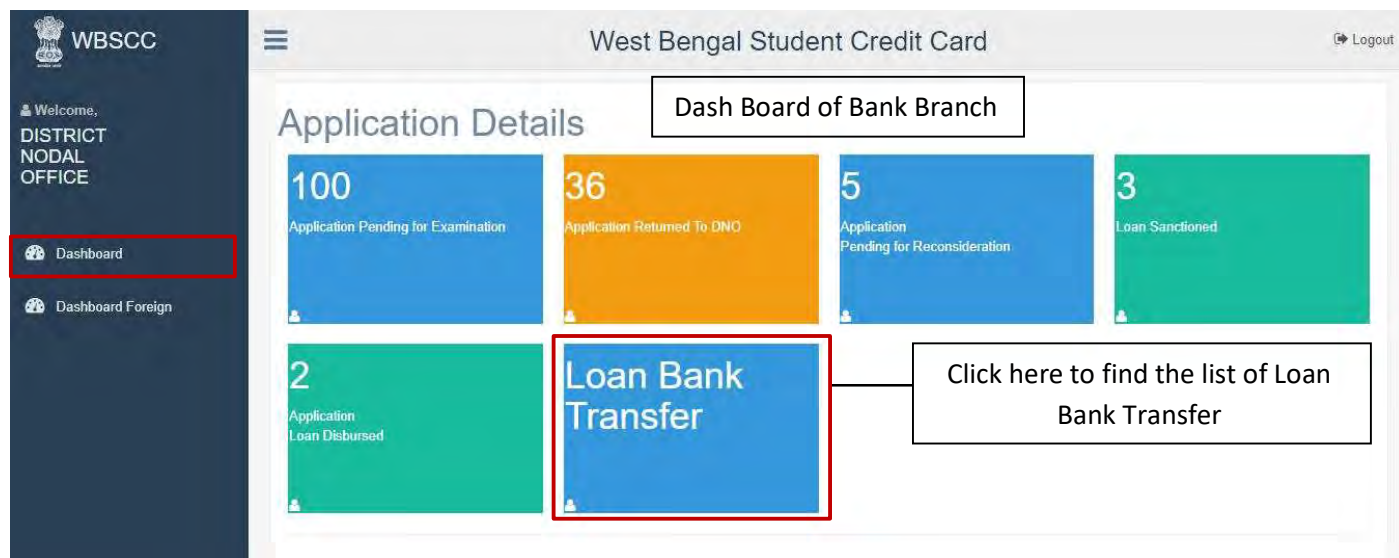 WBSCC
West Bengal Student Credit Card
Logout
Welcome,
DISTRICT
NODAL
OFFICE
Dashboard
Dashboard Foreign
Dash Board of Bank Branch
Application Details
100
Application Pending for Examination
36
Application Returned To DNO
5
Application
Pending for Reconsideration
3
Loan Sanctioned
2
Application
Loan Disbursed
Loan Bank
Transfer
Click here to find the list of Loan
Bank Transfer